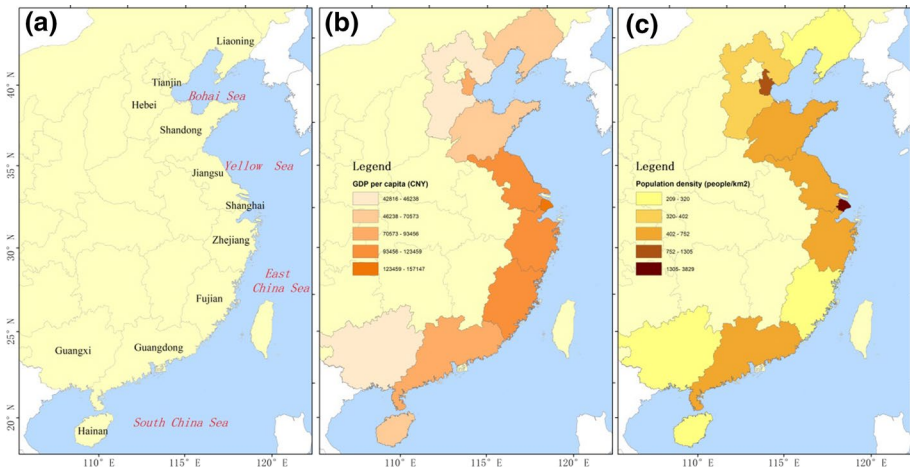 (a)
Liaoning
Tianjin
Bohai Sea
Hebei
Shandong
Yellow Sea
Jiangsu
Shanghai
Zhejiang
East
China Sea
Fujian
Guangxi
Guangdong
South China Sea
Hainan
40° N
35° N
30° N
25° N
20° N
110° E
115° E
120° E
(b)
Legend
GDP per capita (CNY)
42818 - 46238
46238 - 70573
70573 - 93456
93456 - 123459
123459 - 157147
110° E
115° E
120° E
(c)
Legend
Population density (people/km2)
209 - 320
320- 402
402 - 752
752 - 1305
1305- 3829
110° E
115° E
120° E